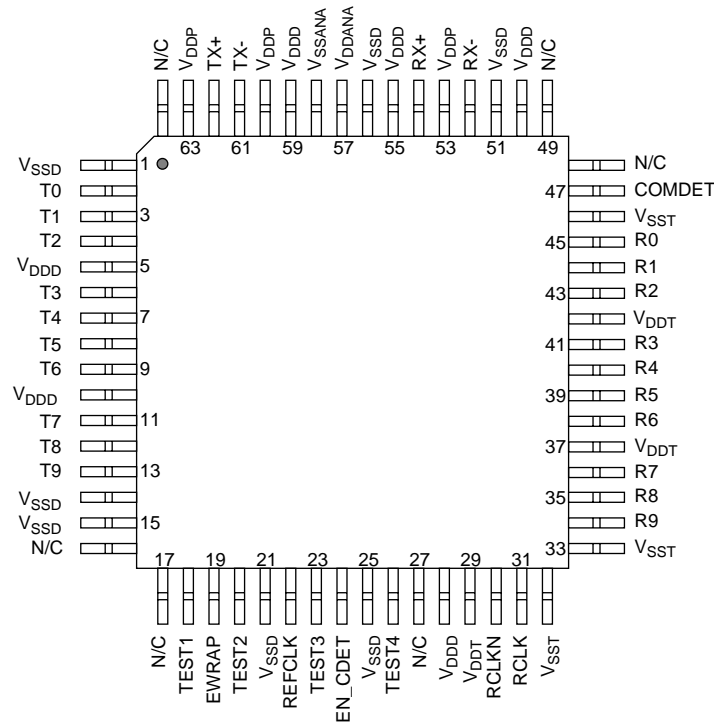 N/C
VDDP
TX+
TX-
VDDP
VDDD
VSSANA
VDDANA
VSSD
VDDD
RX+
VDDP
RX-
VSSD
VDDD
N/C
63 61 59 57 55 53 51 49
VSSD 1
T0
T1 3
T2
VDDD 5
T3
T4 7
T5
T6 9
VDDD
T7 11
T8
T9 13
VSSD
VSSD 15
N/C
N/C
47 COMDET
VSST
45 R0
R1
43 R2
VDDT
41 R3
R4
39 R5
R6
37 VDDT
R7
35 R8
R9
33 VSST
17 19 21 23 25 27 29 31
N/C
TEST1
EWRAP
TEST2
VSSD
REFCLK
TEST3
EN_CDET
VSSD
TEST4
N/C
VDDD
VDDT
RCLKN
RCLK
VSST